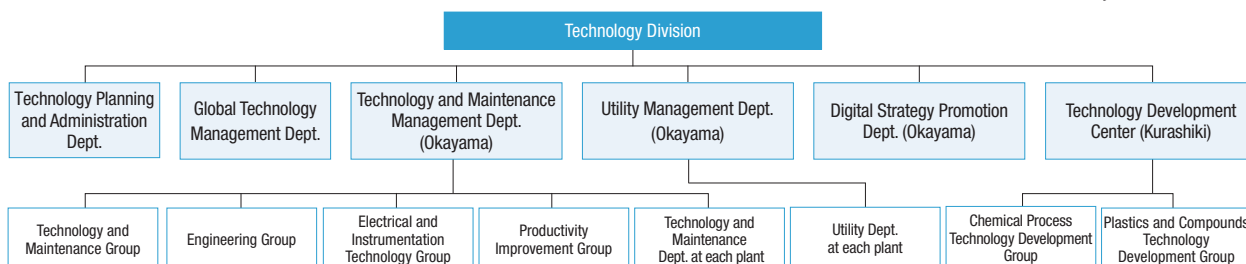 Technology Division
Technology Planning
and Administration
Dept.
Global Technology
Management Dept.
Technology and Maintenance
Management Dept.
(Okayama)
Utility Management Dept.
(Okayama)
Digital Strategy Promotion
Dept. (Okayama)
Technology Development
Center (Kurashiki)
Technology and
Maintenance Group
Engineering Group
Electrical and
Instrumentation
Technology Group
Productivity
Improvement Group
Technology and
Maintenance
Dept. at each plant
Utility Dept.
at each plant
Chemical Process
Technology Development
Group
Plastics and Compounds
Technology
Development Group